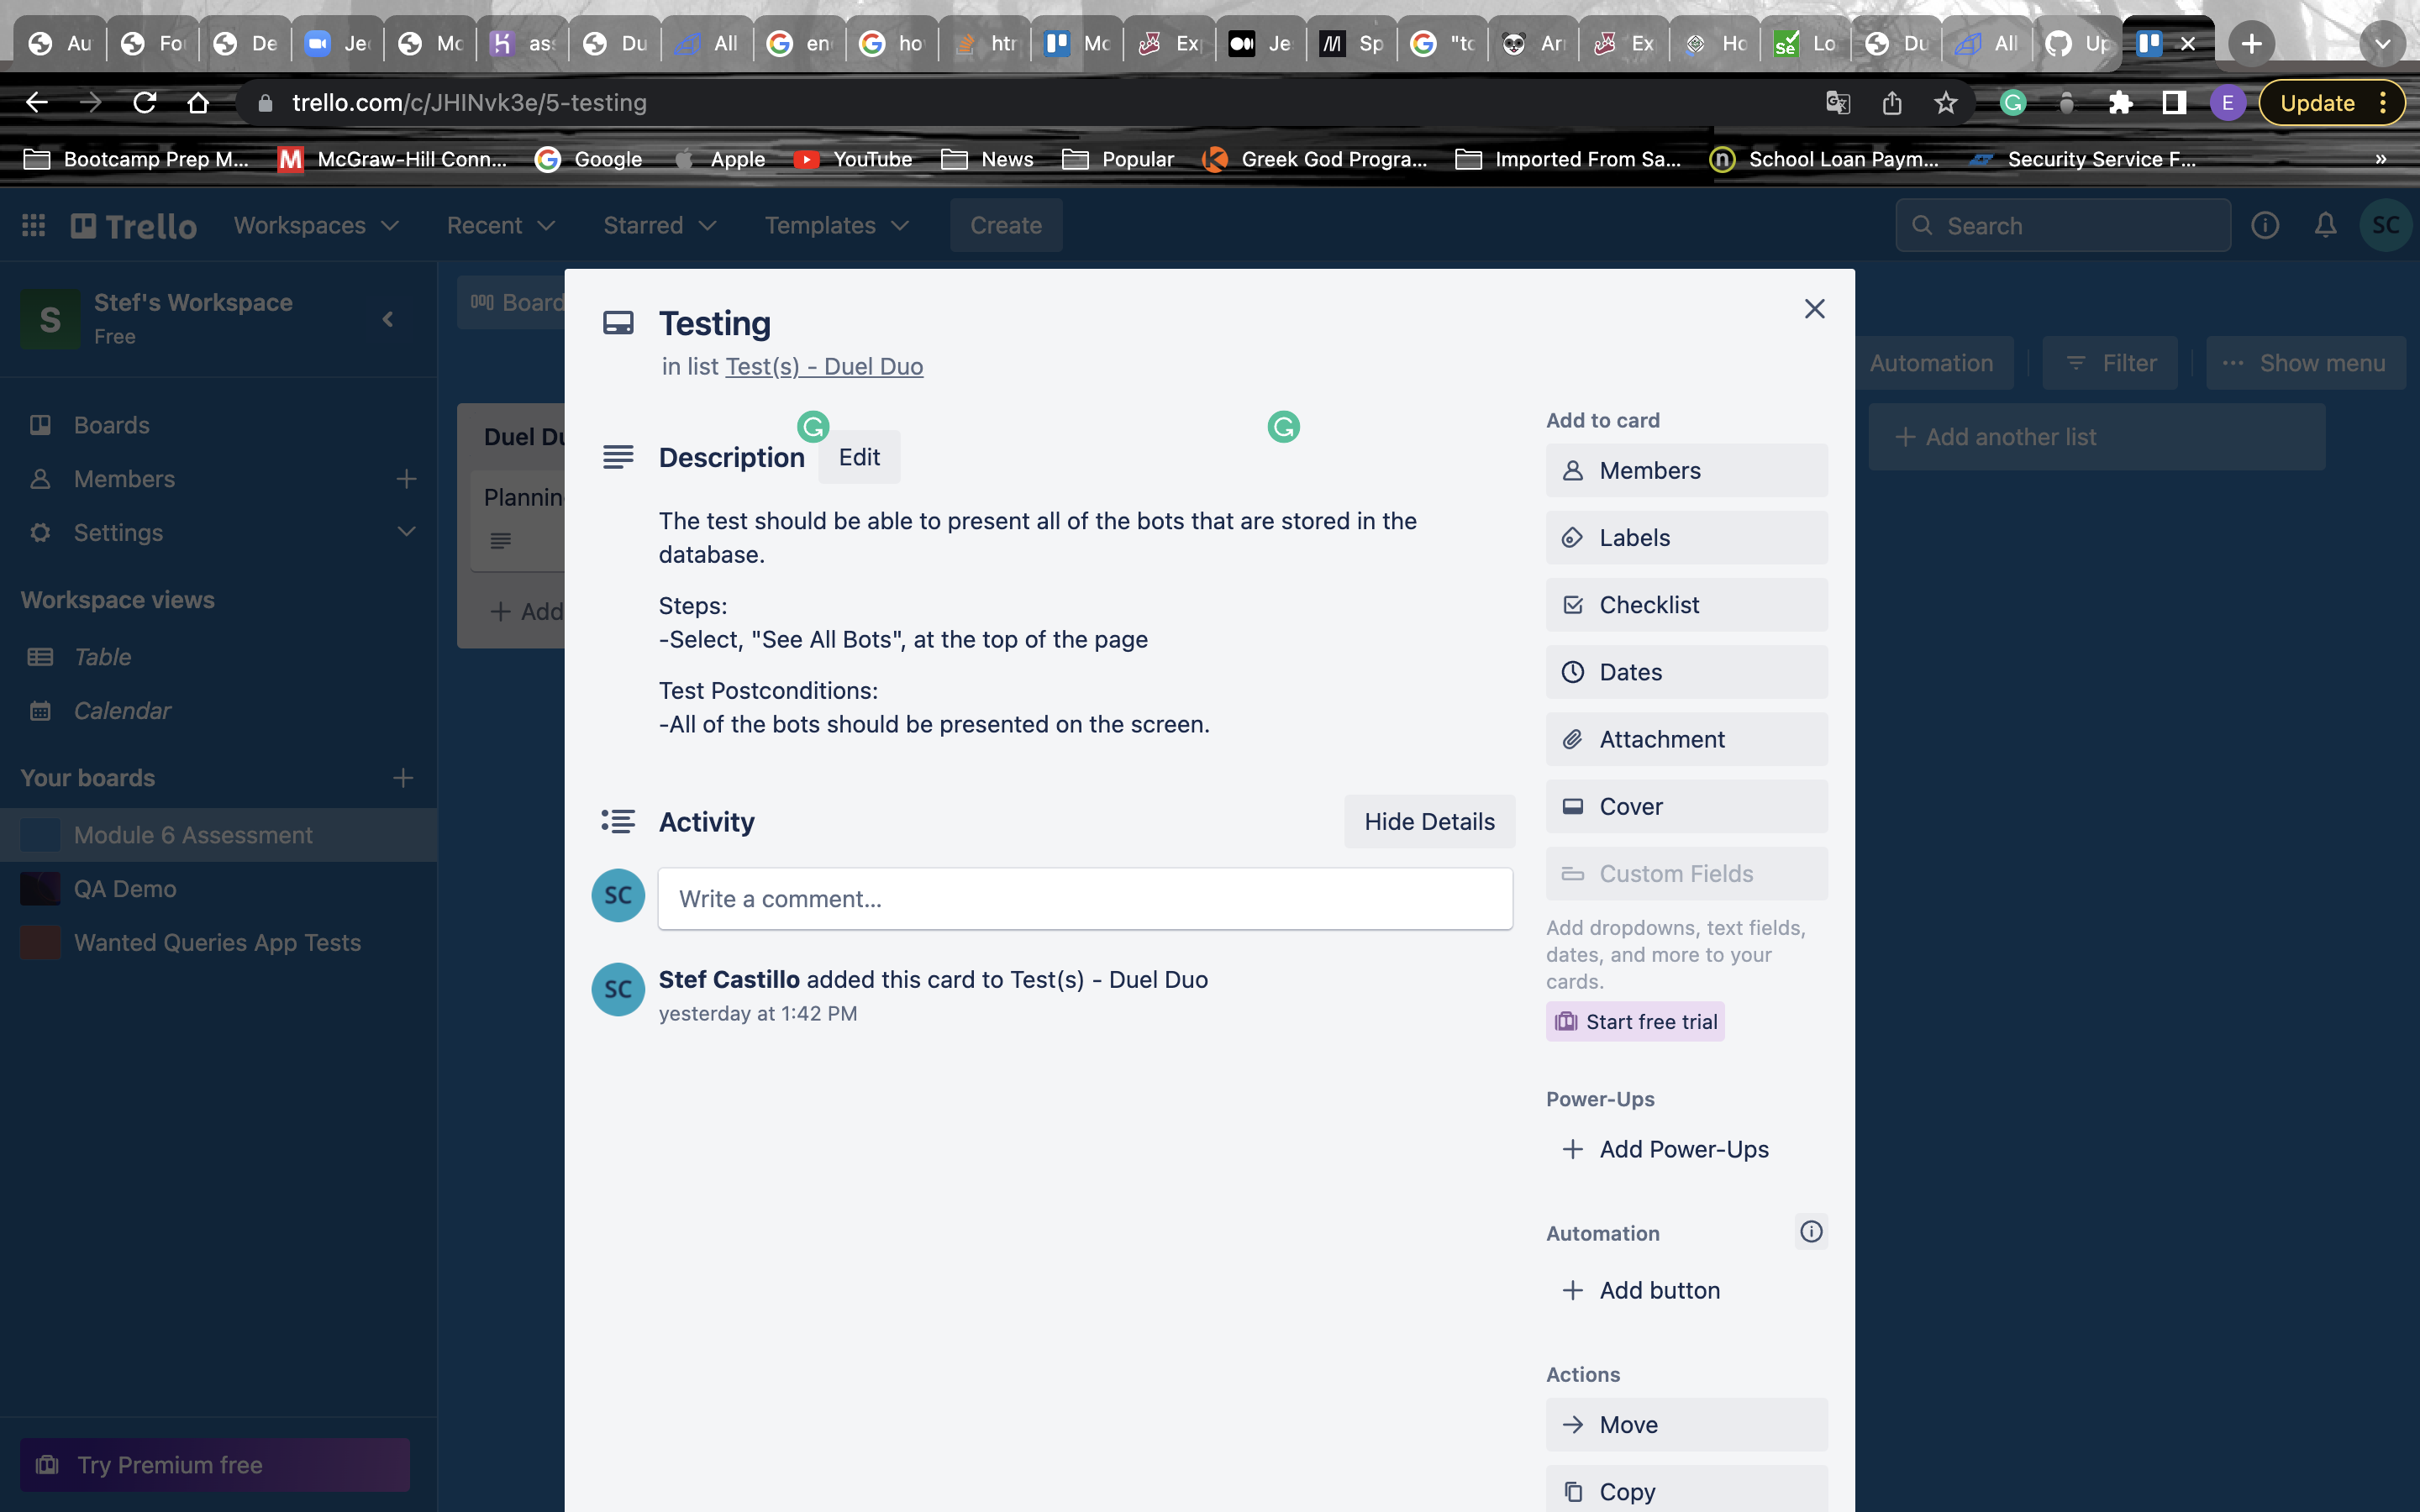 Au
Fo
De
Je
Mo
as
Du
All
en
ho
htr
Mo
Ex
Je
Sp
"to
Ar
Ex
Ho
Lo
Du
All
Up
trello.com/c/JHINvk3e/5-testing
E
Update
Bootcamp Prep M...
McGraw-Hill Conn...
Google
Apple
YouTube
News
Popular
Greek God Progra...
Imported From Sa...
School Loan Paym...
Security Service F...
»
Trello
Workspaces
Recent
Starred
Templates
Create
Search
SC
S
Stef's Workspace
Free
Boards
Members
Settings
Workspace views
Table
Calendar
Your boards
Module 6 Assessment
QA Demo
Wanted Queries App Tests
Try Premium free
Board
Automation
Filter
Show menu
Duel Du
Plannin
Add
Add another list
Testing
in list Test(s) - Duel Duo
Description
Edit
The test should be able to present all of the bots that are stored in the
database.
Steps:
-Select, "See All Bots", at the top of the page
Test Postconditions:
-All of the bots should be presented on the screen.
Activity
Hide Details
SC
Write a comment...
SC
Stef Castillo added this card to Test(s) - Duel Duo
yesterday at 1:42 PM
Add to card
Members
Labels
Checklist
Dates
Attachment
Cover
Custom Fields
Add dropdowns, text fields,
dates, and more to your
cards.
Start free trial
Power-Ups
Add Power-Ups
Automation
Add button
Actions
Move
Copy